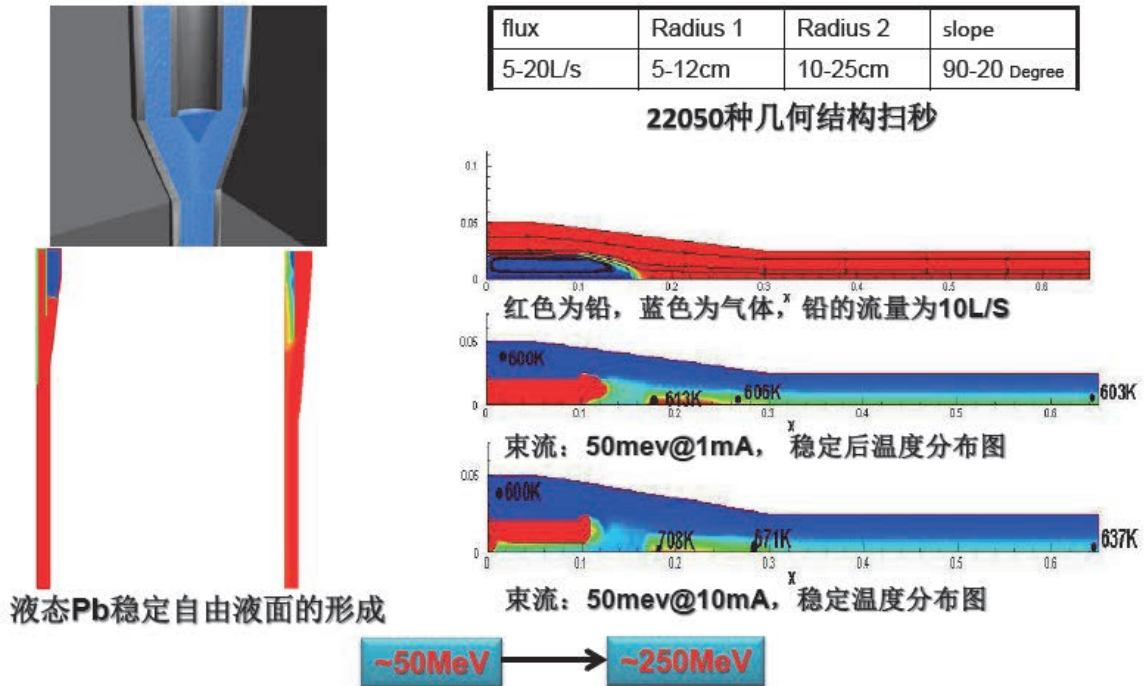 flux Radius 1 Radius 2 slope
5-20L/s 5-12cm 10-25cm 90-20 Degree
22050种几何结构扫秒
0.1
0.05
0
0 0.1 0.2 0.3 0.4 0.5 0.6
x
红色为铅，蓝色为气体，铅的流量为10L/S
0.05
600K
613K 606K 603K
0
0 0.1 0.2 0.3 0.4 0.5 0.6
x
束流：50mev@1mA， 稳定后温度分布图
0.05
600K
708K 671K 637K
0
0 0.1 0.2 0.3 0.4 0.5 0.6
x
束流：50mev@10mA，稳定温度分布图
液态Pb稳定自由液面的形成
~50MeV ~250MeV